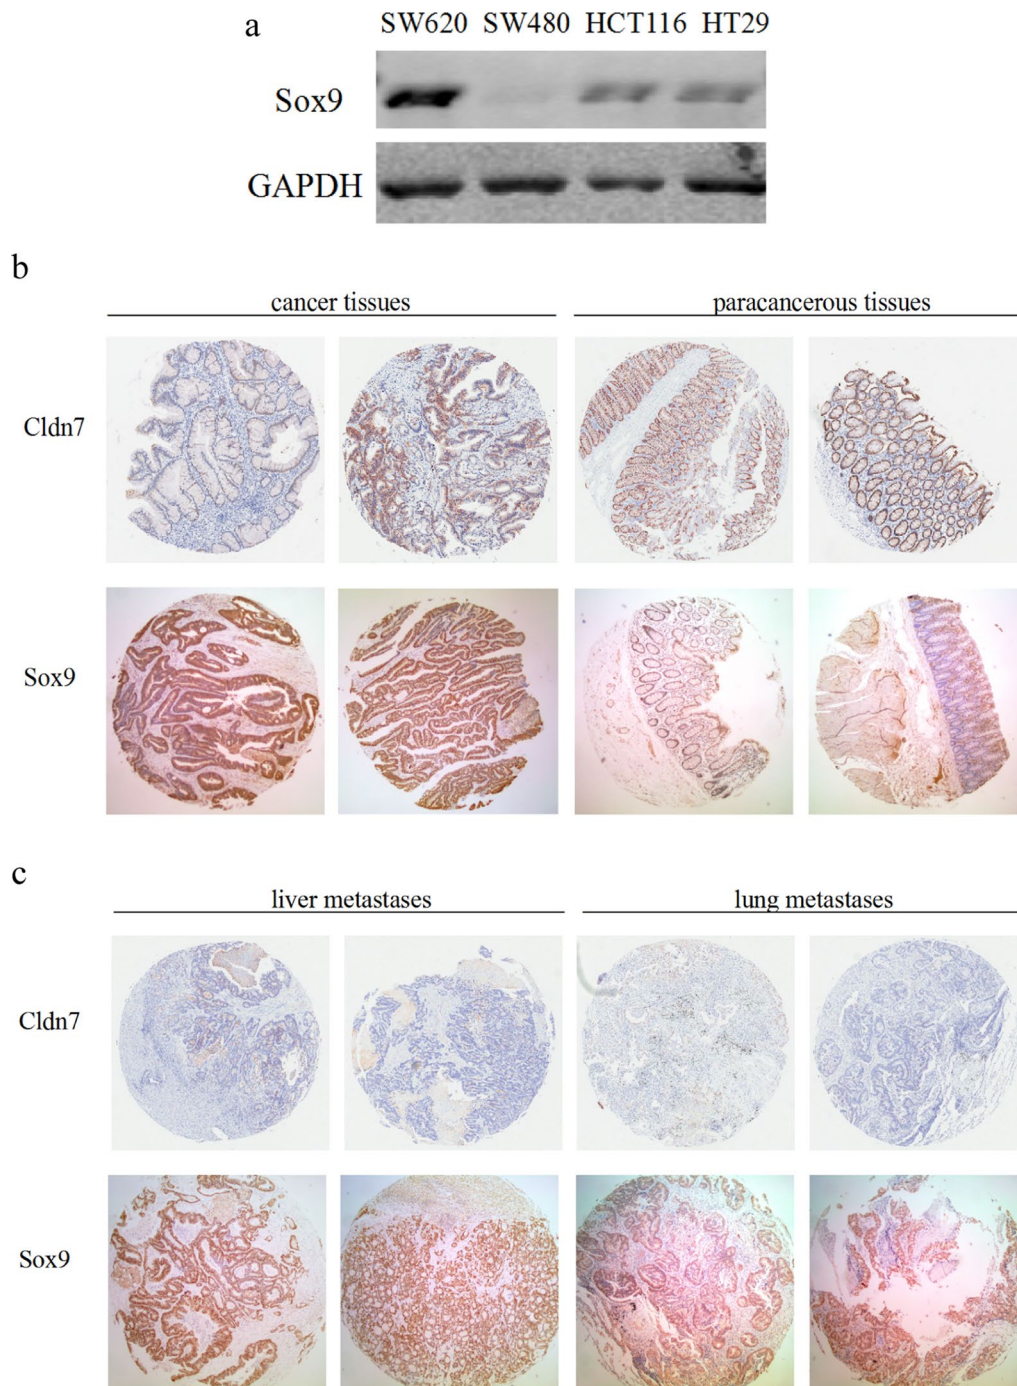 a
SW620 SW480 HCT116 HT29
Sox9
GAPDH
b
cancer tissues paracancerous tissues
Cldn7
Sox9
c
liver metastases lung metastases
Cldn7
Sox9